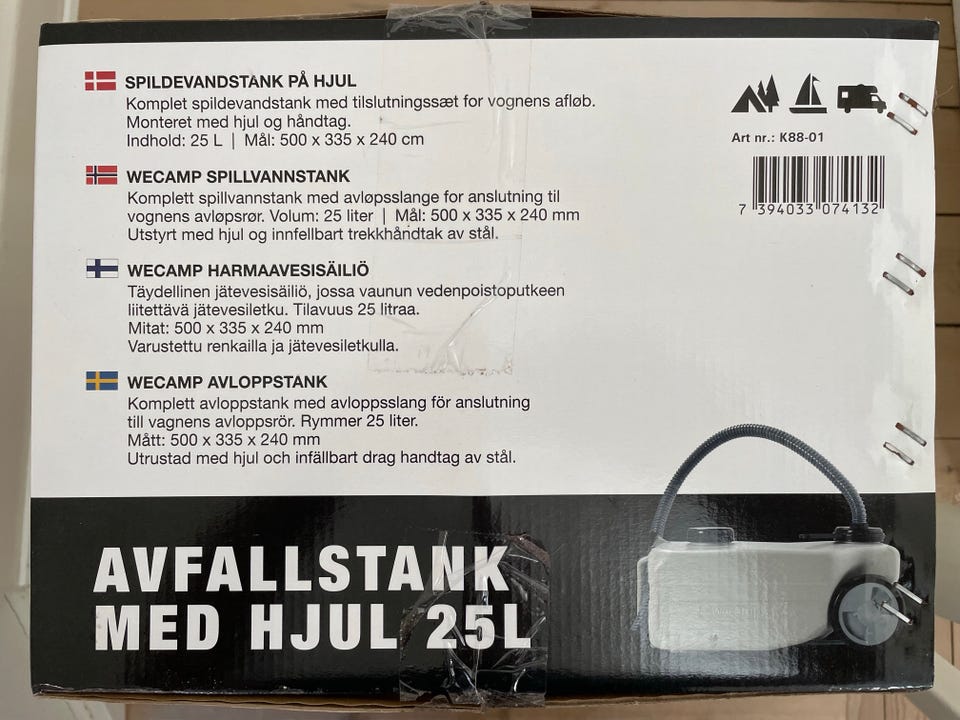 SPILDEVANDSTANK PÅ HJUL
Komplet spildevandstank med tilslutningssæt for vognens afløb.
Monteret med hjul og håndtag.
Indhold: 25 L | Mål: 500 x 335 x 240 cm
WECAMP SPILLVANNSTANK
Komplett spillvannstank med avløpsslange for anslutning til
vognens avløpsrør. Volum: 25 liter | Mål: 500 x 335 x 240 mm
Utstyrt med hjul og innfellbart trekkhåndtak av stål.
WECAMP HARMAAVESISÄILIÖ
Täydellinen jätevesisäiliö, jossa vaunun vedenpoistoputkeen
liitettävä jätevesiletku. Tilavuus 25 litraa.
Mitat: 500 x 335 x 240 mm
Varustettu renkailla ja jätevesiletkulla.
WECAMP AVLOPPSTANK
Komplett avloppstank med avloppsslang för anslutning
till vagnens avloppsrör. Rymmer 25 liter.
Mått: 500 x 335 x 240 mm
Utrustad med hjul och infällbart drag handtag av stål.
Art nr.: K88-01
7 394033 074132
AVFALLSTANK
MED HJUL 25L